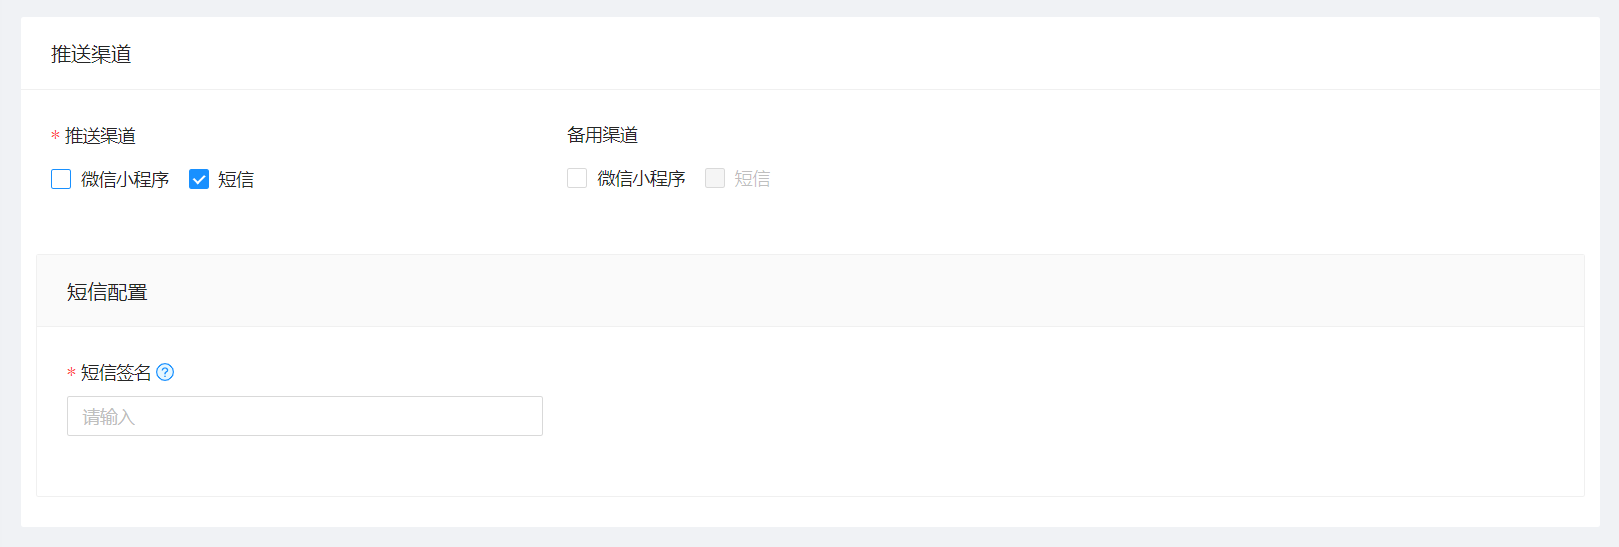 推送渠道
* 推送渠道
备用渠道
微信小程序 短信
微信小程序 短信
短信配置
* 短信签名 ?
请输入